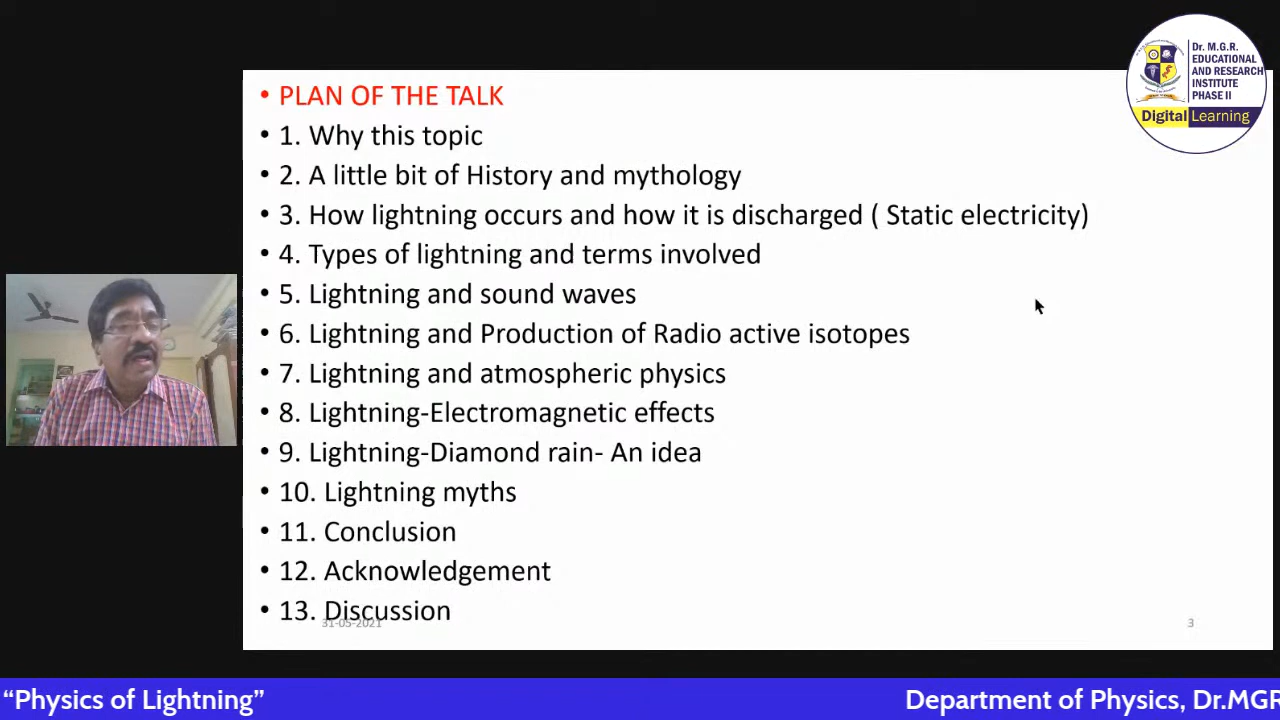 Dr. M.G.R.
EDUCATIONAL
AND RESEARCH
INSTITUTE
PHASE II
Digital Learning
• PLAN OF THE TALK
• 1. Why this topic
• 2. A little bit of History and mythology
• 3. How lightning occurs and how it is discharged ( Static electricity)
• 4. Types of lightning and terms involved
• 5. Lightning and sound waves
• 6. Lightning and Production of Radio active isotopes
• 7. Lightning and atmospheric physics
• 8. Lightning-Electromagnetic effects
• 9. Lightning-Diamond rain- An idea
• 10. Lightning myths
• 11. Conclusion
• 12. Acknowledgement
• 13. Discussion
31-05-2021
3
“Physics of Lightning”
Department of Physics, Dr.MGR